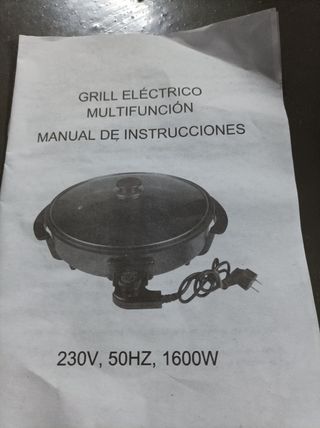 GRILL ELÉCTRICO
MULTIFUNCIÓN
MANUAL DE INSTRUCCIONES
230V, 50HZ, 1600W